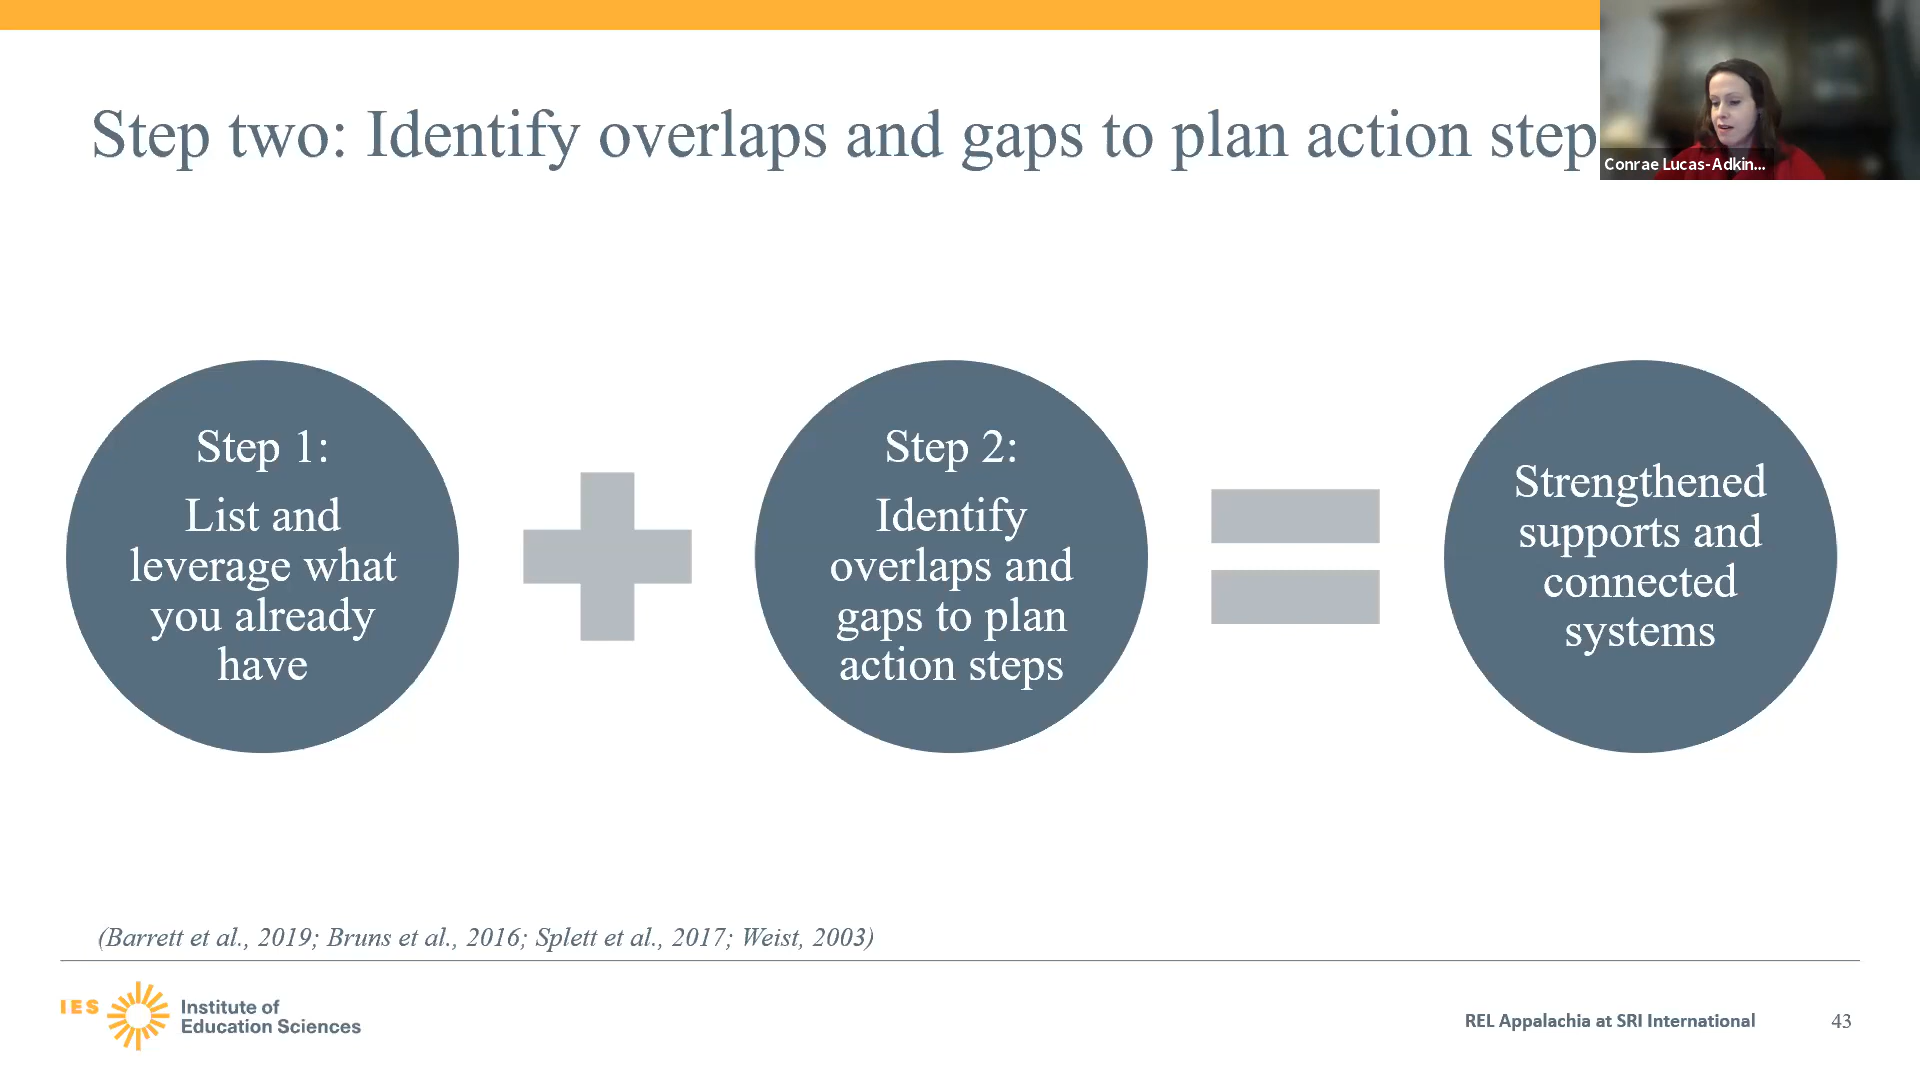 Step two: Identify overlaps and gaps to plan action step
Conrae Lucas-Adkin...
Step 1:
List and
leverage what
you already
have
Step 2:
Identify
overlaps and
gaps to plan
action steps
Strengthened
supports and
connected
systems
(Barrett et al., 2019; Bruns et al., 2016; Splett et al., 2017; Weist, 2003)
IES
Institute of
Education Sciences
REL Appalachia at SRI International
43